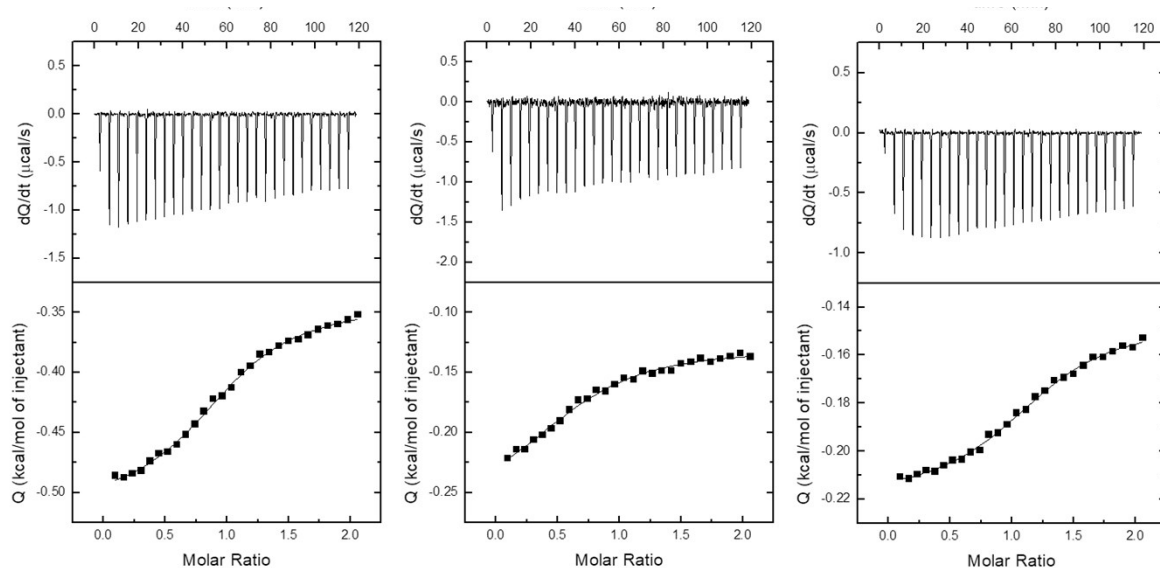 0 20 40 60 80 100 120
0.5
0.0
-0.5
-1.0
-1.5
dQ/dt (µcal/s)
-0.35
-0.40
-0.45
-0.50
Q (kcal/mol of injectant)
0.0 0.5 1.0 1.5 2.0
Molar Ratio
0 20 40 60 80 100 120
0.5
0.0
-0.5
-1.0
-1.5
-2.0
dQ/dt (µcal/s)
-0.10
-0.15
-0.20
-0.25
Q (kcal/mol of injectant)
0.0 0.5 1.0 1.5 2.0
Molar Ratio
0 20 40 60 80 100 120
0.5
0.0
-0.5
-1.0
dQ/dt (µcal/s)
-0.14
-0.16
-0.18
-0.20
-0.22
Q (kcal/mol of injectant)
0.0 0.5 1.0 1.5 2.0
Molar Ratio